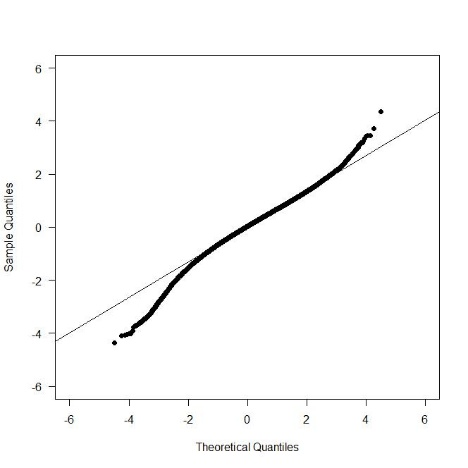 6
4
2
0
-2
-4
-6
Sample Quantiles
-6 -4 -2 0 2 4 6
Theoretical Quantiles